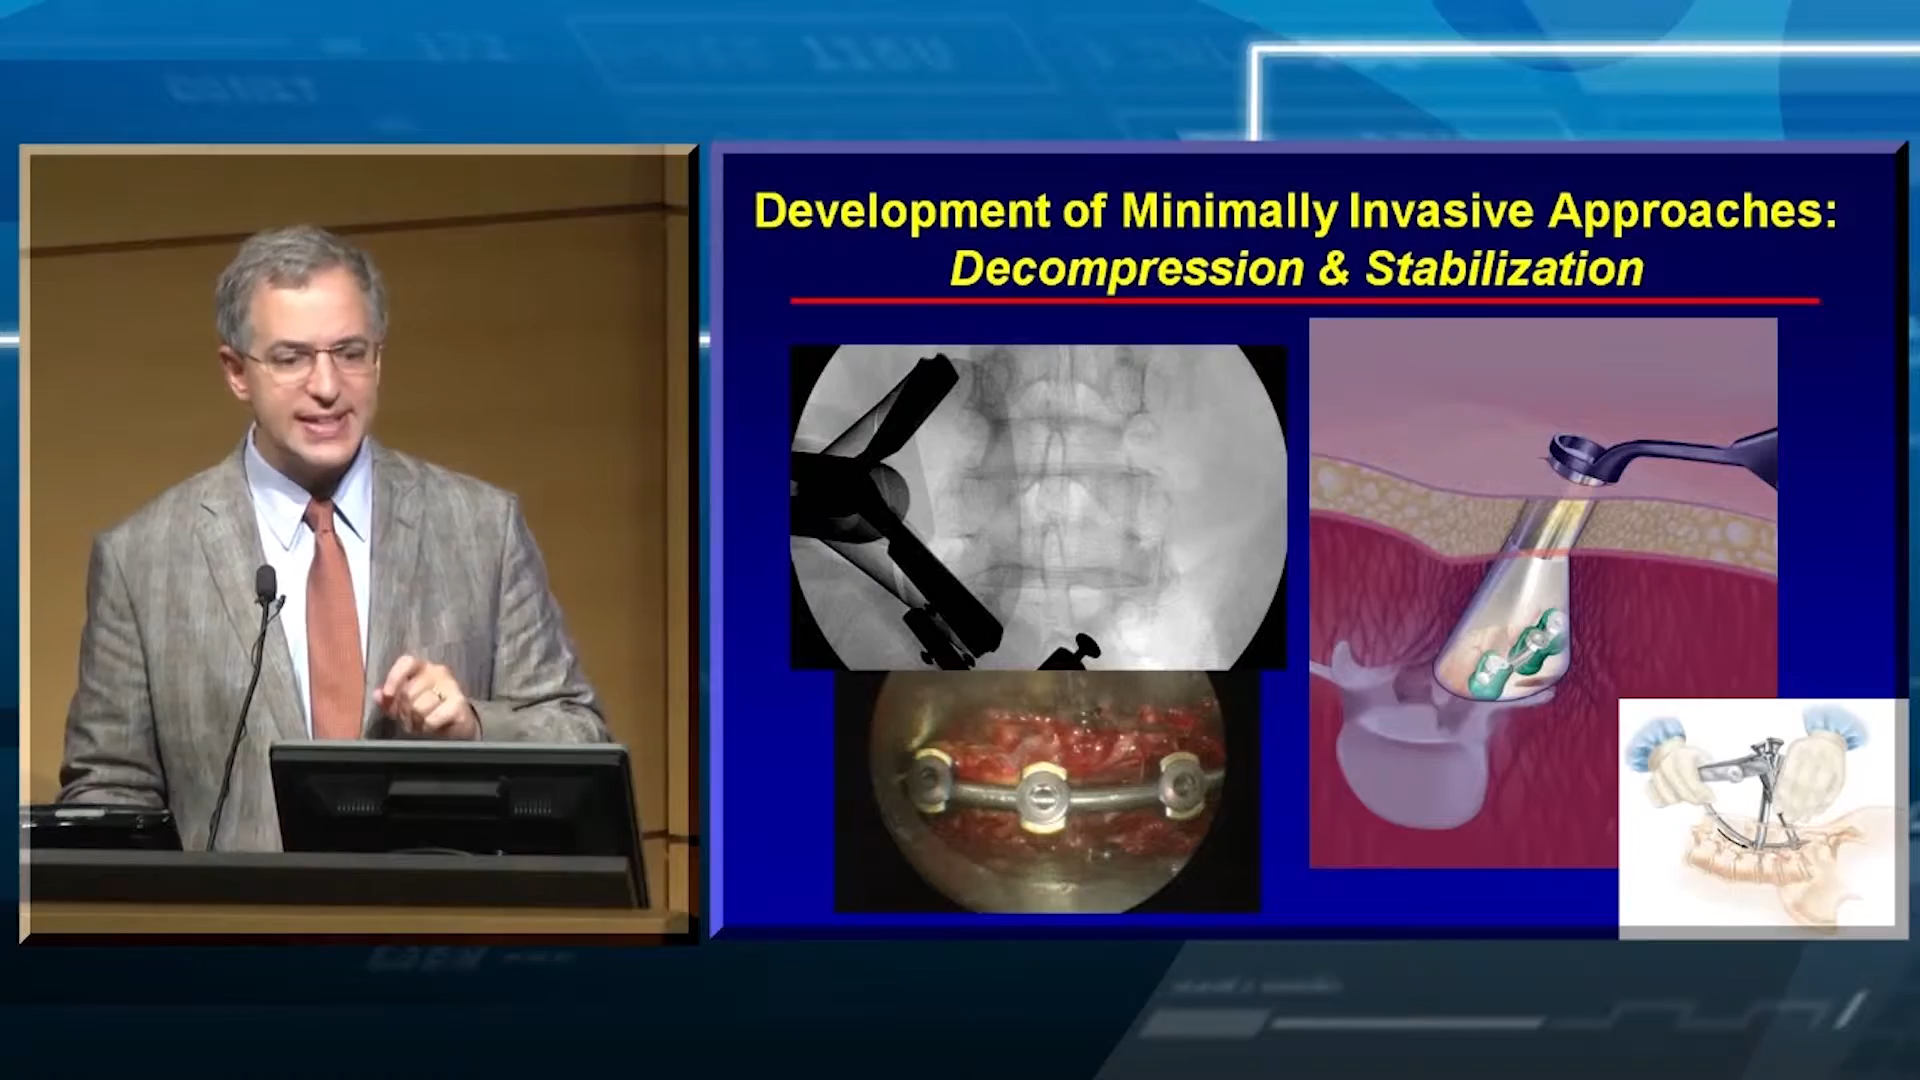 Development of Minimally Invasive Approaches:
Decompression & Stabilization